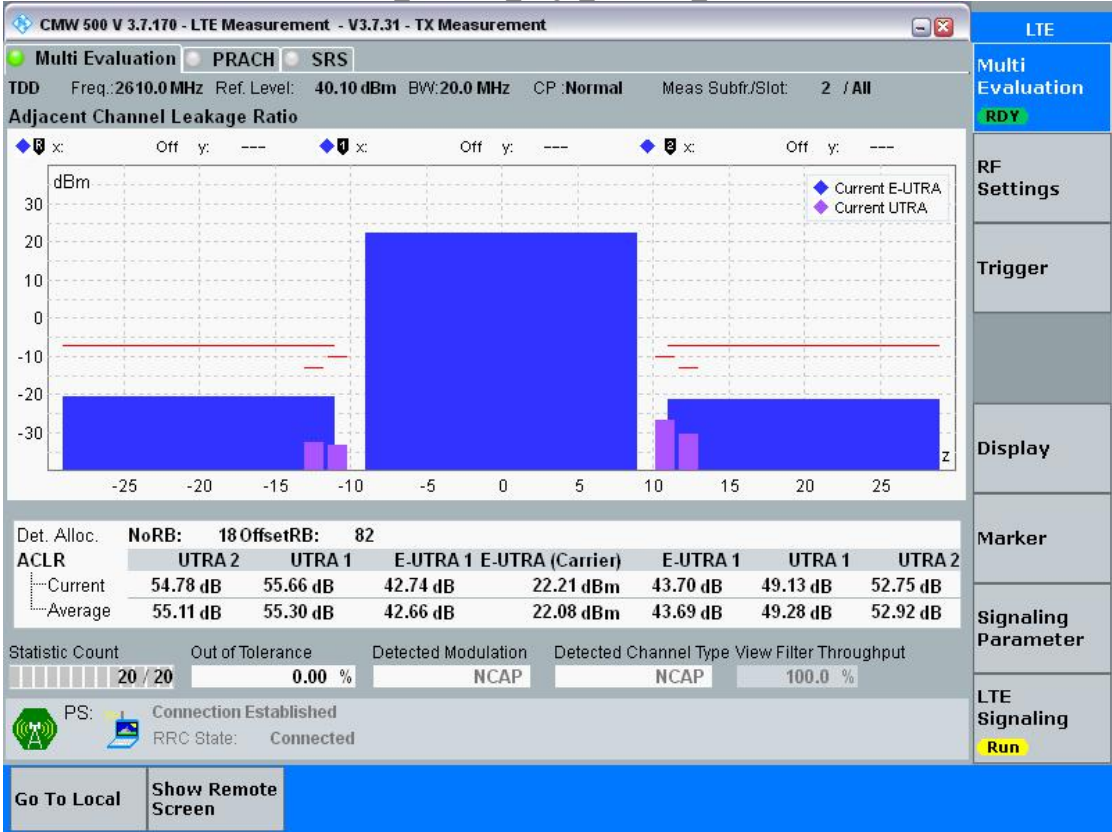 CMW 500 V 3.7.170 - LTE Measurement - V3.7.31 - TX Measurement
LTE
Multi Evaluation PRACH SRS
Multi Evaluation
RDY
TDD Freq.:2610.0 MHz Ref. Level: 40.10 dBm BW:20.0 MHz CP :Normal Meas Subfr./Slot: 2 / All
Adjacent Channel Leakage Ratio
R x: Off y: --- 1 x: Off y: --- 2 x: Off y: ---
dBm
Current E-UTRA
Current UTRA
30
20
10
0
-10
-20
-30
z
-25 -20 -15 -10 -5 0 5 10 15 20 25
RF
Settings
Trigger
Display
Marker
Signaling
Parameter
LTE
Signaling
Run
Det. Alloc. NoRB: 18 OffsetRB: 82
ACLR UTRA 2 UTRA 1 E-UTRA 1 E-UTRA (Carrier) E-UTRA 1 UTRA 1 UTRA 2
Current 54.78 dB 55.66 dB 42.74 dB 22.21 dBm 43.70 dB 49.13 dB 52.75 dB
Average 55.11 dB 55.30 dB 42.66 dB 22.08 dBm 43.69 dB 49.28 dB 52.92 dB
Statistic Count Out of Tolerance Detected Modulation Detected Channel Type View Filter Throughput
20 / 20 0.00 % NCAP NCAP 100.0 %
PS: Connection Established
RRC State: Connected
Go To Local
Show Remote
Screen